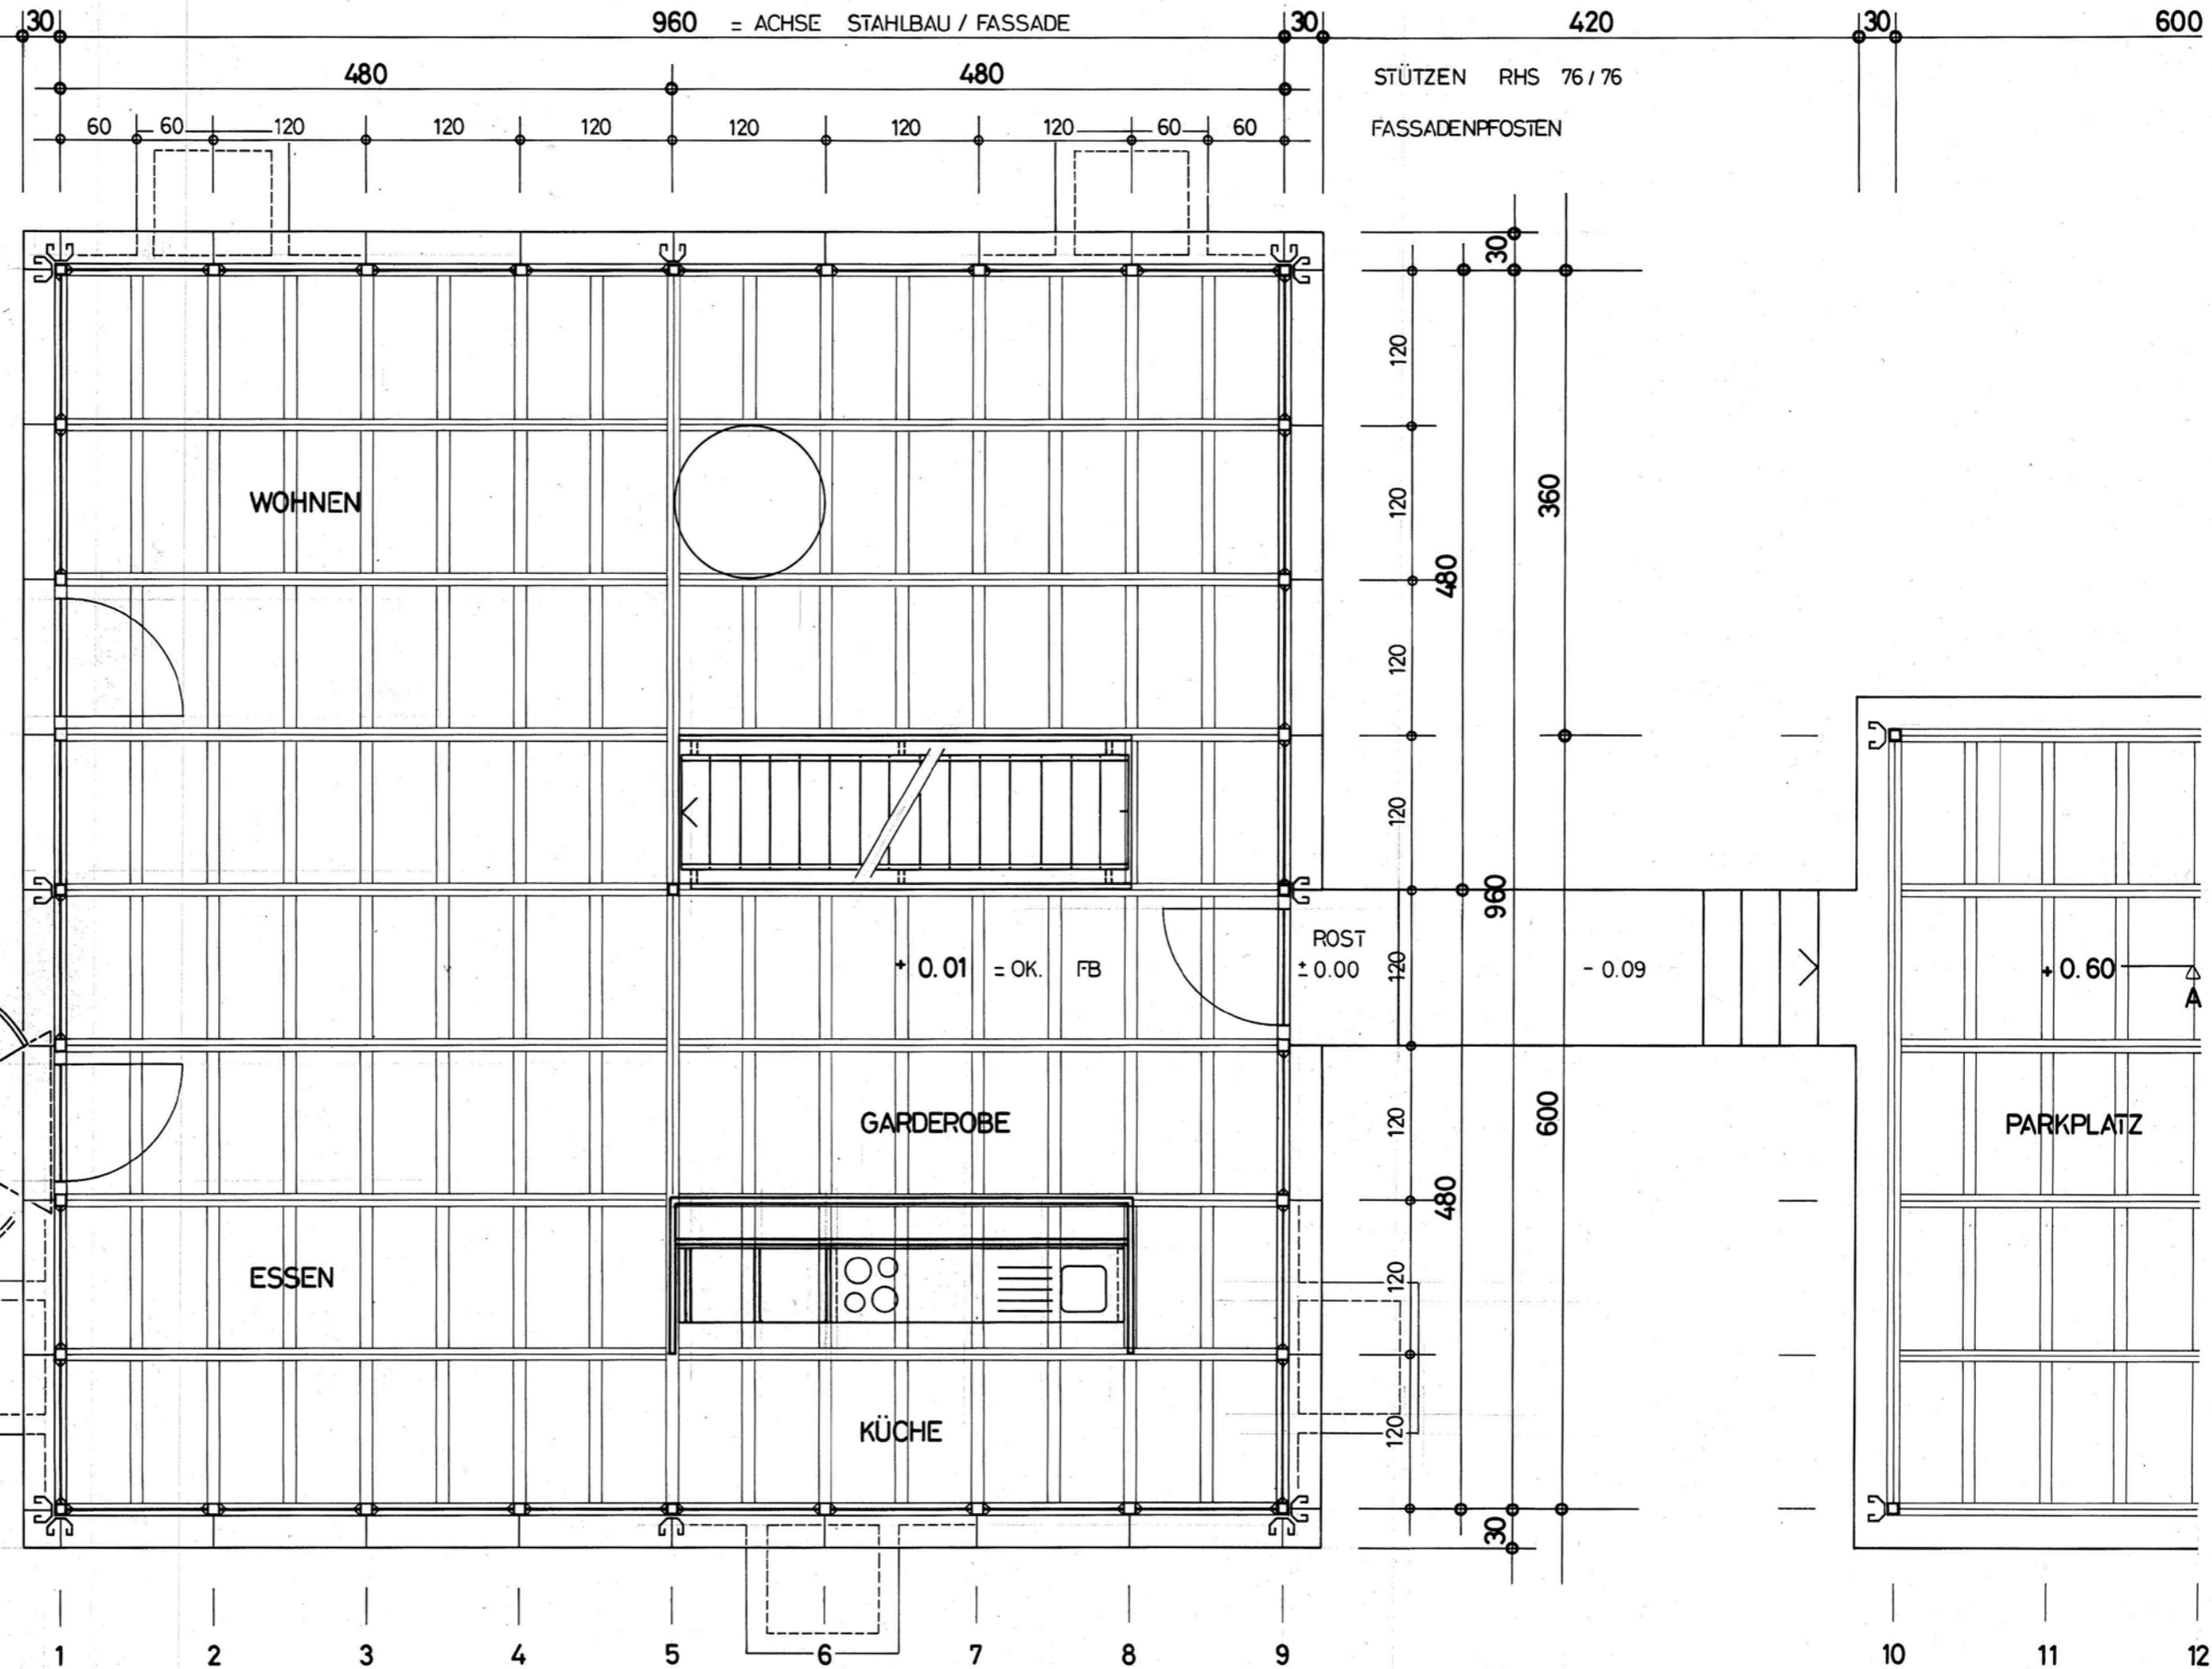 30 960 = ACHSE STAHLBAU / FASSADE 30 420 30 600
480 480 STÜTZEN RHS 76 / 76
60 60 120 120 120 120 120 120 60 60 FASSADENPFOSTEN
30
120
WOHNEN 120 360
480
120
120
960
ROST
+ 0.01 = OK. FB ± 0.00 120 - 0.09 + 0.60
A
GARDEROBE 120 600 PARKPLATZ
480
ESSEN 120
KÜCHE 120
30
1 2 3 4 5 6 7 8 9 10 11 12